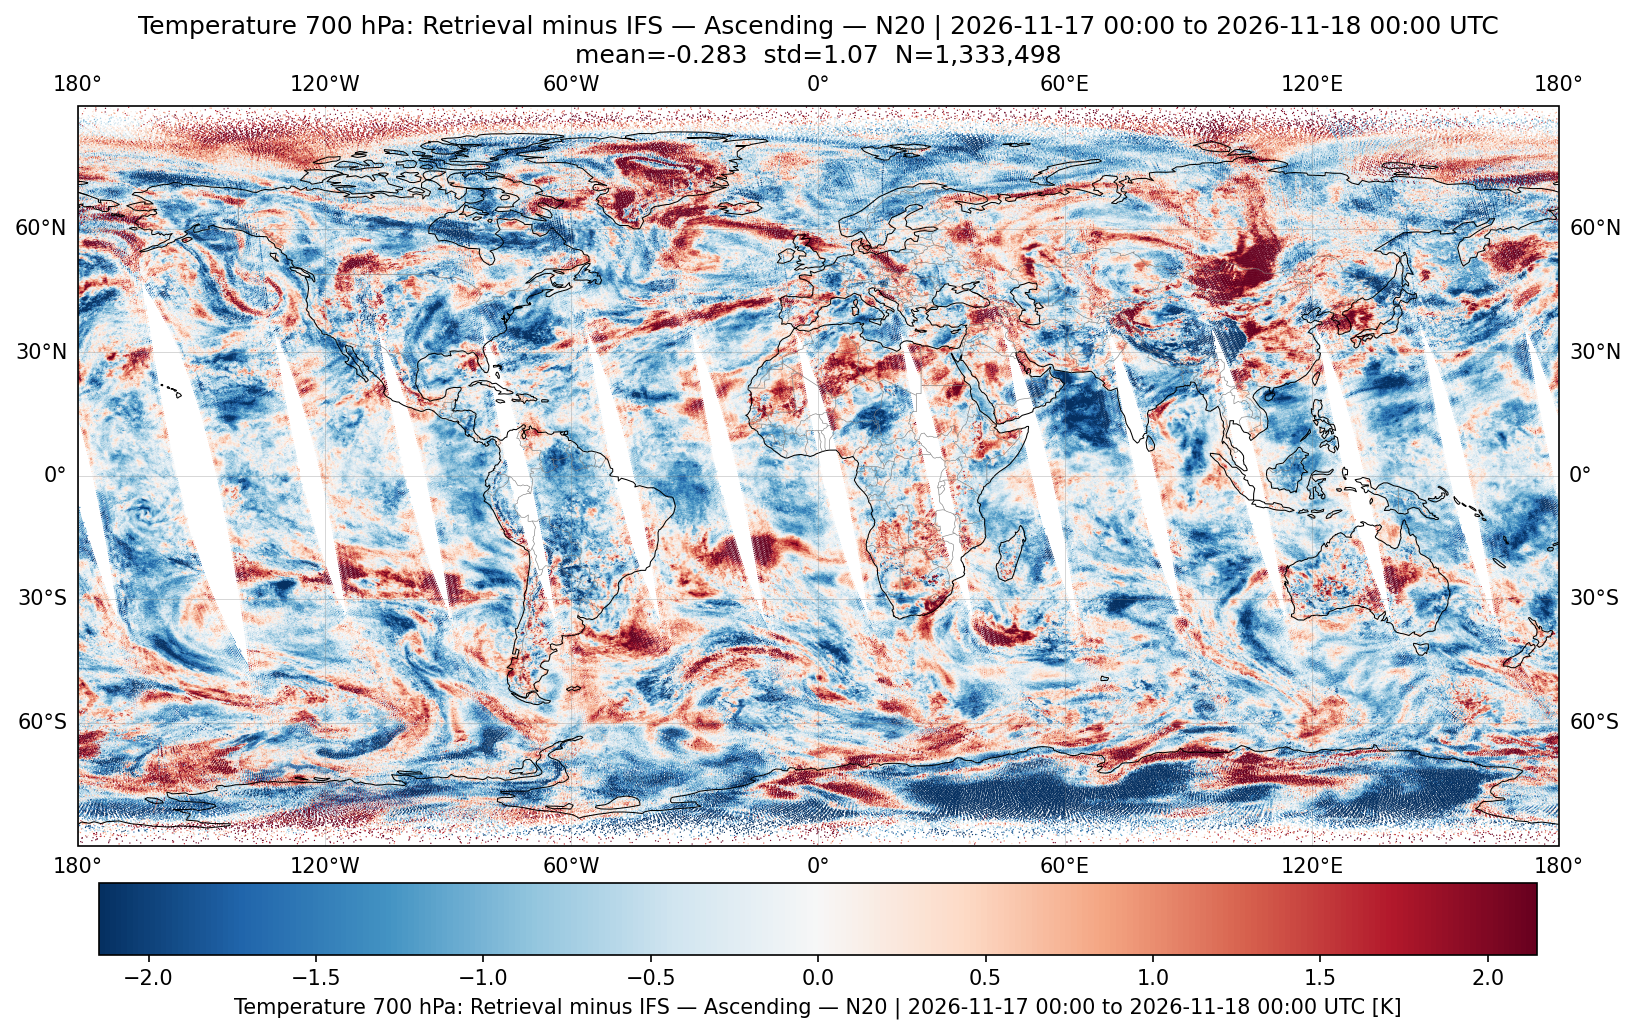 Temperature 700 hPa: Retrieval minus IFS — Ascending — N20 | 2026-11-17 00:00 to 2026-11-18 00:00 UTC
mean=-0.283  std=1.07  N=1,333,498
180° 120°W 60°W 0° 60°E 120°E 180°
60°N 60°N
30°N 30°N
0° 0°
30°S 30°S
60°S 60°S
180° 120°W 60°W 0° 60°E 120°E 180°
−2.0 −1.5 −1.0 −0.5 0.0 0.5 1.0 1.5 2.0
Temperature 700 hPa: Retrieval minus IFS — Ascending — N20 | 2026-11-17 00:00 to 2026-11-18 00:00 UTC [K]